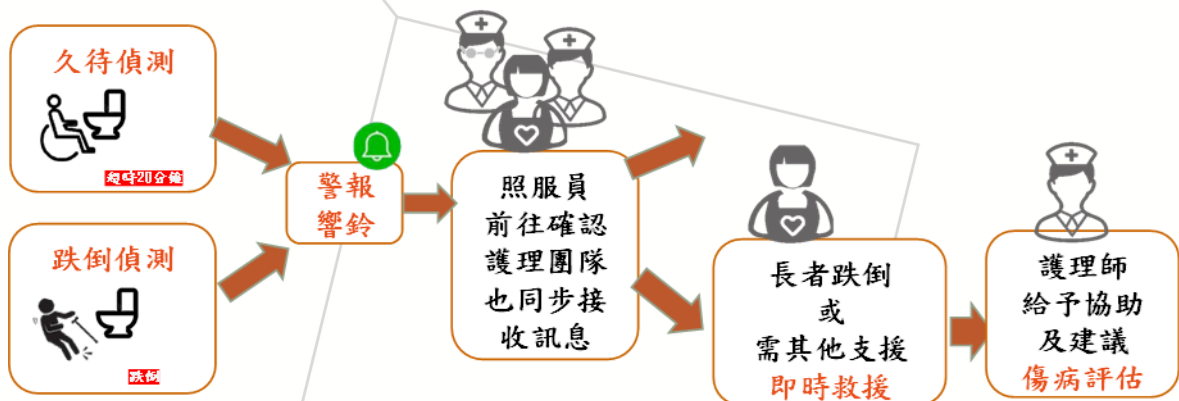 久待偵測
超時20分鐘
跌倒偵測
跌倒
警報
響鈴
照服員
前往確認
護理團隊
也同步接
收訊息
長者跌倒
或
需其他支援
即時救援
護理師
給予協助
及建議
傷病評估